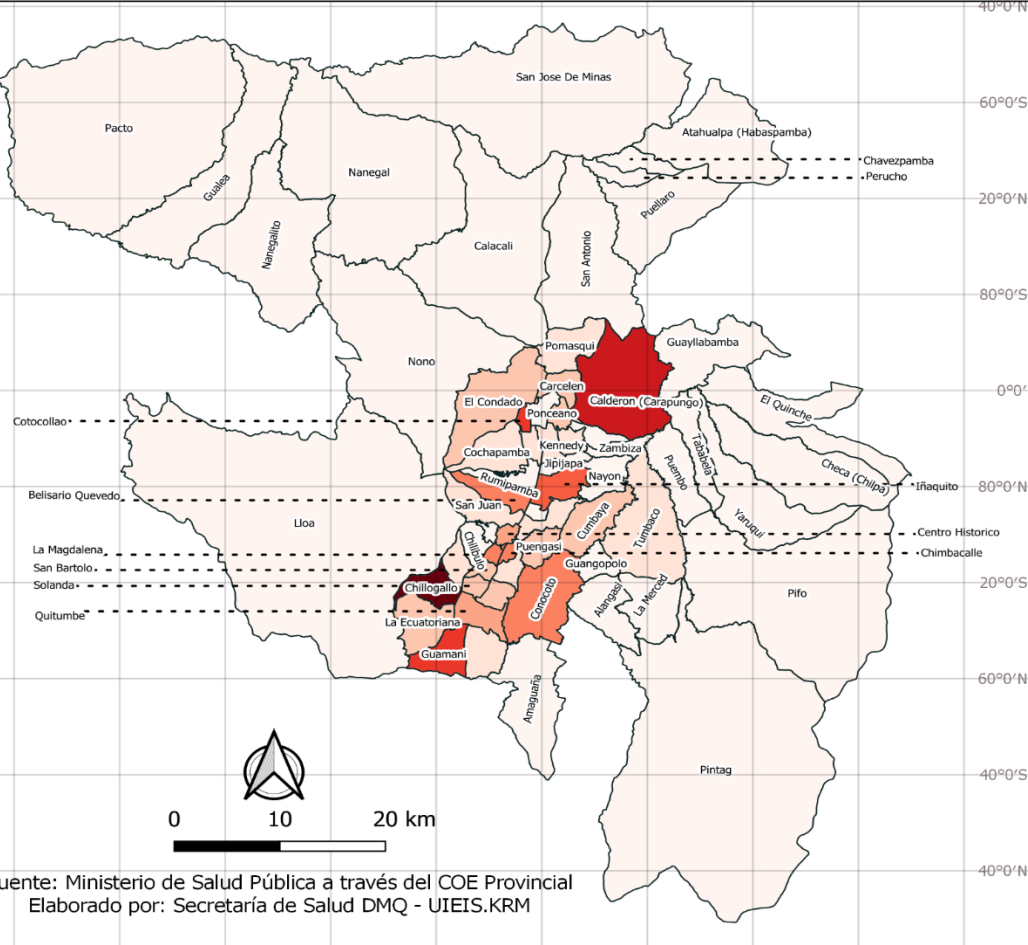 40°0'N
San Jose De Minas
60°0'S
Pacto
Atahualpa (Habaspamba)
Chavezpamba
Nanegal
Perucho
Gualea
20°0'N
Puellaro
Nanegalito
Calacali
San Antonio
80°0'S
Pomasqui
Guayllabamba
Nono
Carcelen
0°0'N
El Condado
Calderon (Carapungo)
El Quinche
Ponceano
Cotocollao
Kennedy
Zambiza
Cochapamba
Tababela
Jipijapa
Checa (Chilpa)
Puembo
Nayon
Rumipamba
80°0'N
Iñaquito
Belisario Quevedo
San Juan
Lloa
Cumbaya
Tumbaco
Yaruqui
Centro Historico
Puengasi
La Magdalena
Chillbulo
Chimbacalle
Guangopolo
San Bartolo
20°0'S
Solanda
Chillogallo
Conocoto
Alangasi
La Merced
Pifo
Quitumbe
La Ecuatoriana
Guamani
60°0'N
Amaguaña
Pintag
40°0'S
0 10 20 km
40°0'N
uente: Ministerio de Salud Pública a través del COE Provincial
Elaborado por: Secretaría de Salud DMQ - UIEIS.KRM